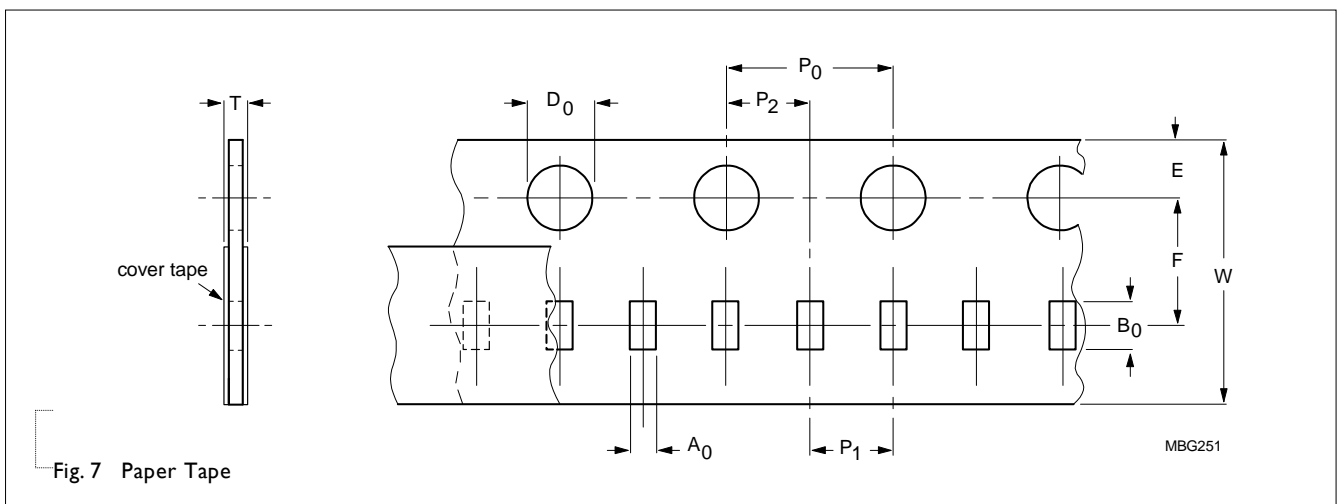 P0
P2
D0
T
E
F
W
cover tape
B0
A0
P1
MBG251
Fig. 7 Paper Tape